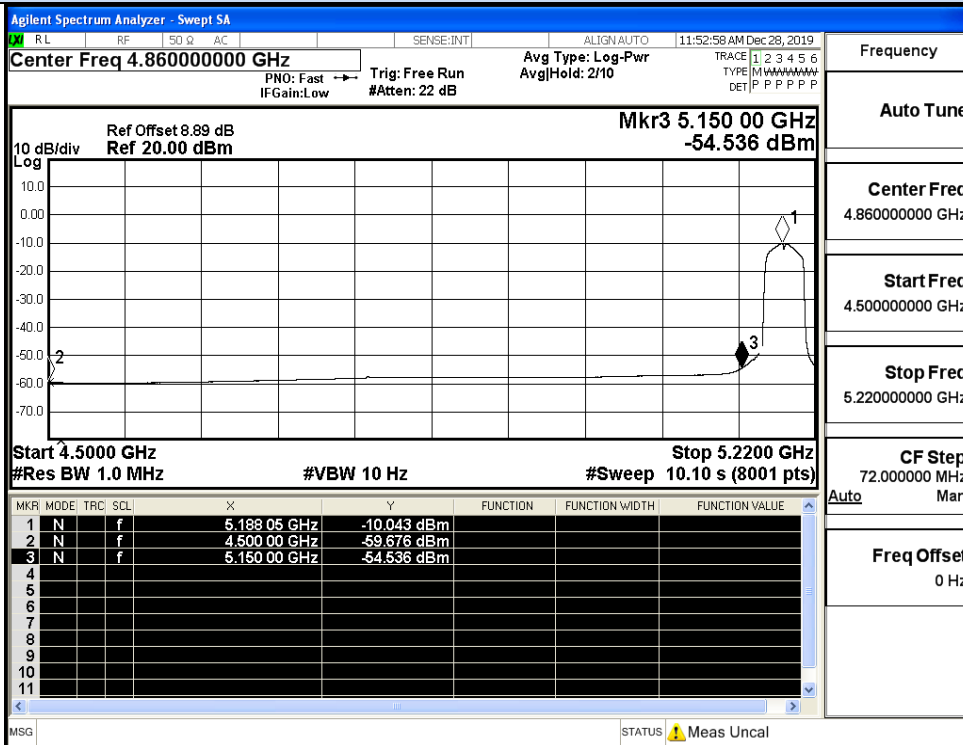 Agilent Spectrum Analyzer - Swept SA
LXI RL RF 50 Ω AC SENSE:INT ALIGN AUTO 11:52:58 AM Dec 28, 2019
Center Freq 4.860000000 GHz
PNO: Fast
IFGain:Low
Trig: Free Run
#Atten: 22 dB
Avg Type: Log-Pwr
Avg|Hold: 2/10
TRACE 1 2 3 4 5 6
TYPE M WWWWW
DET P P P P P P
Mkr3 5.150 00 GHz
-54.536 dBm
Ref Offset 8.89 dB
10 dB/div Ref 20.00 dBm
Log
10.0
0.00
-10.0
-20.0
-30.0
-40.0
-50.0
-60.0
-70.0
1
2
3
Start 4.5000 GHz Stop 5.2200 GHz
#Res BW 1.0 MHz #VBW 10 Hz #Sweep 10.10 s (8001 pts)
MKR MODE TRC SCL X Y FUNCTION FUNCTION WIDTH FUNCTION VALUE
1 N f 5.188 05 GHz -10.043 dBm
2 N f 4.500 00 GHz -59.676 dBm
3 N f 5.150 00 GHz -54.536 dBm
4
5
6
7
8
9
10
11
MSG STATUS Meas Uncal
Frequency
Auto Tune
Center Freq
4.860000000 GHz
Start Freq
4.500000000 GHz
Stop Freq
5.220000000 GHz
CF Step
72.000000 MHz
Auto Man
Freq Offset
0 Hz